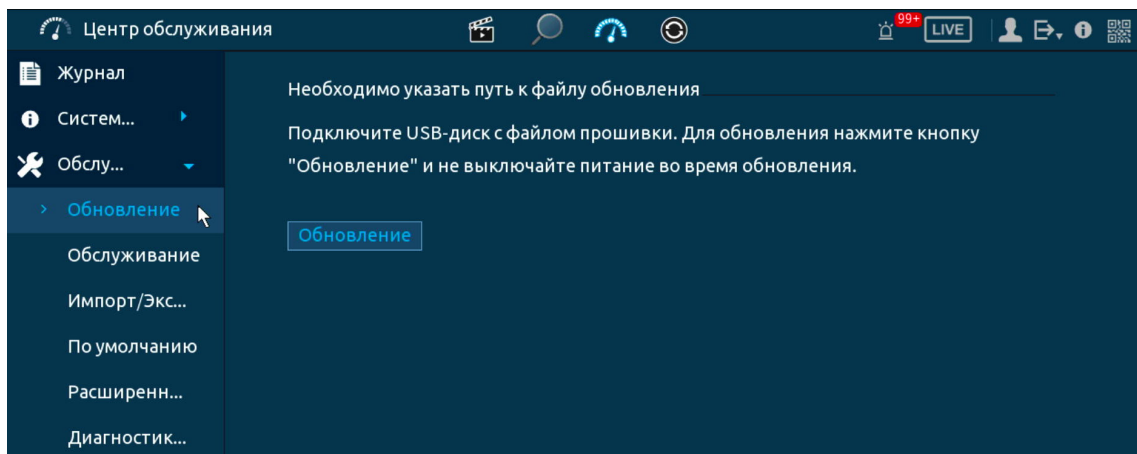 Центр обслуживания
99+
LIVE
Журнал
Систем...
Обслу...
Обновление
Обслуживание
Импорт/Экс...
По умолчанию
Расширенн...
Диагностик...
Необходимо указать путь к файлу обновления
Подключите USB-диск с файлом прошивки. Для обновления нажмите кнопку
"Обновление" и не выключайте питание во время обновления.
Обновление